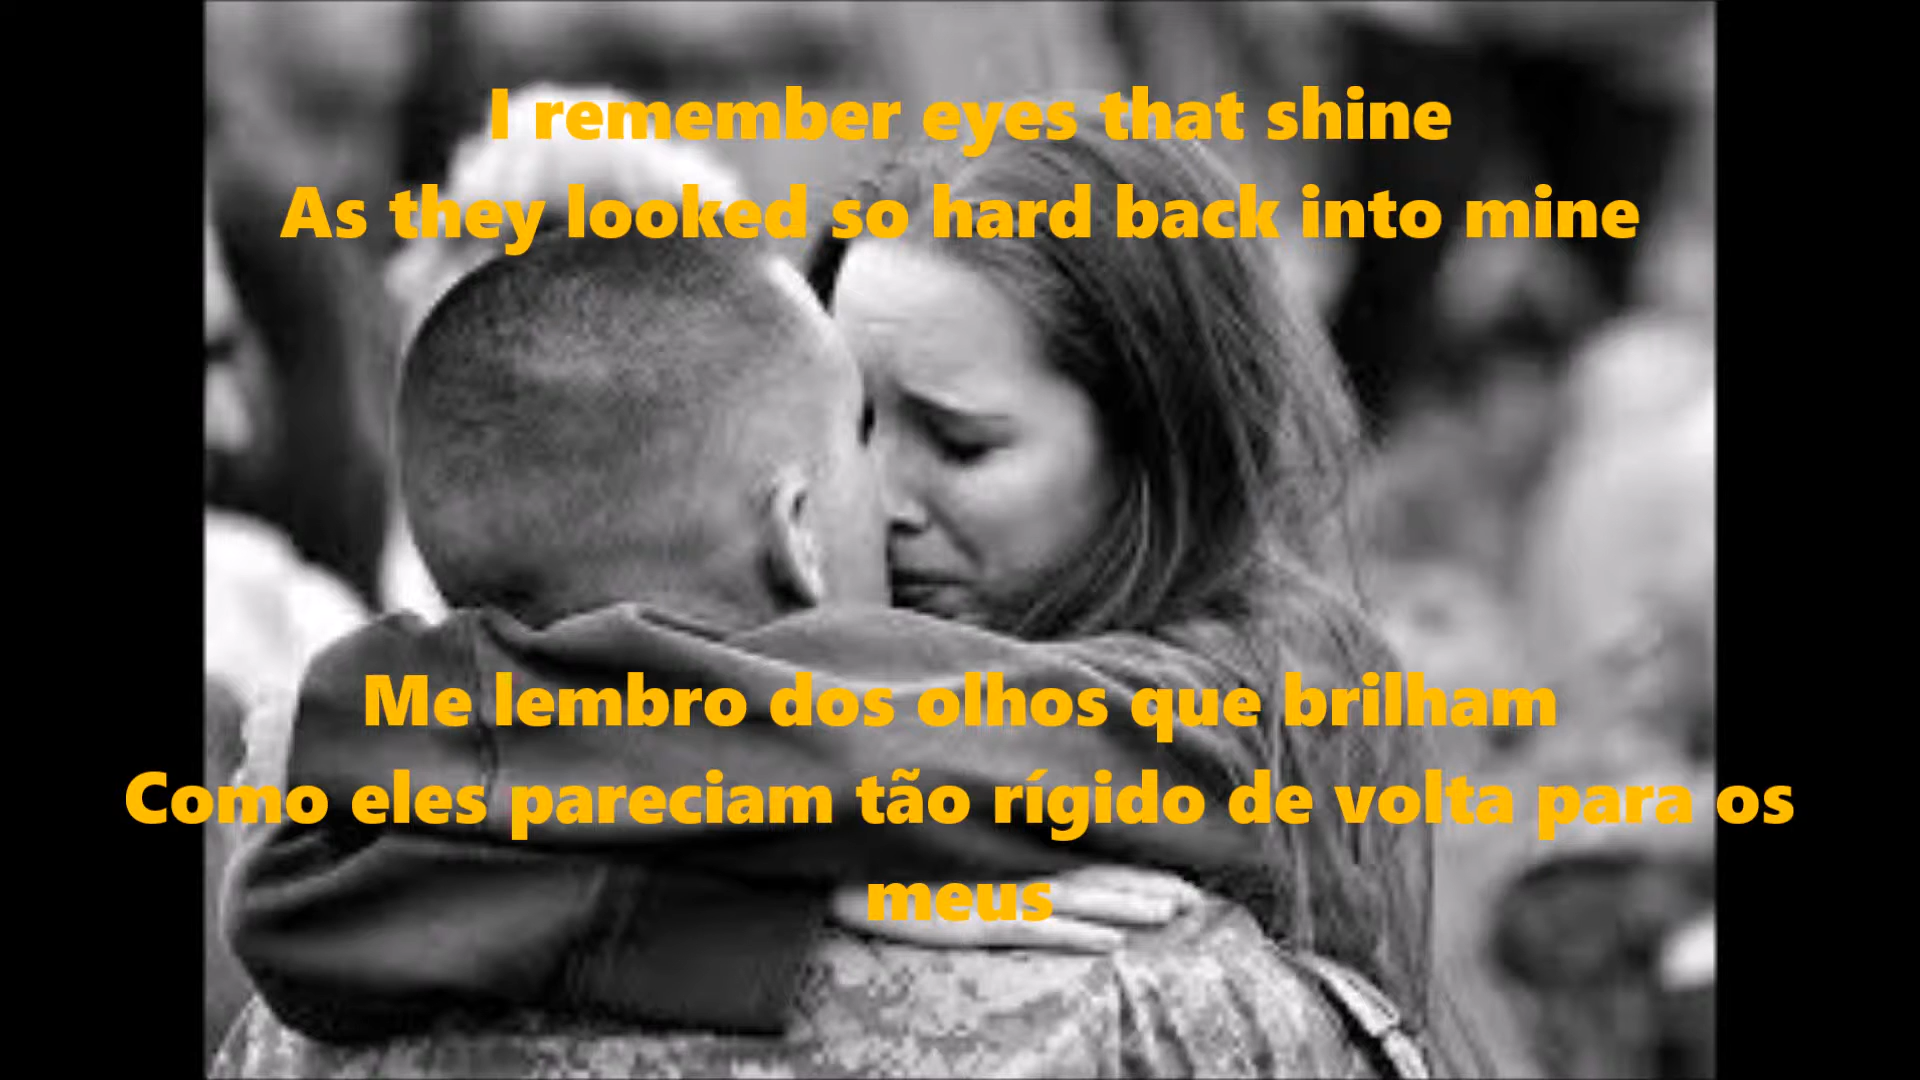 I remember eyes that shine
As they looked so hard back into mine
Me lembro dos olhos que brilham
Como eles pareciam tão rígido de volta para os
meus